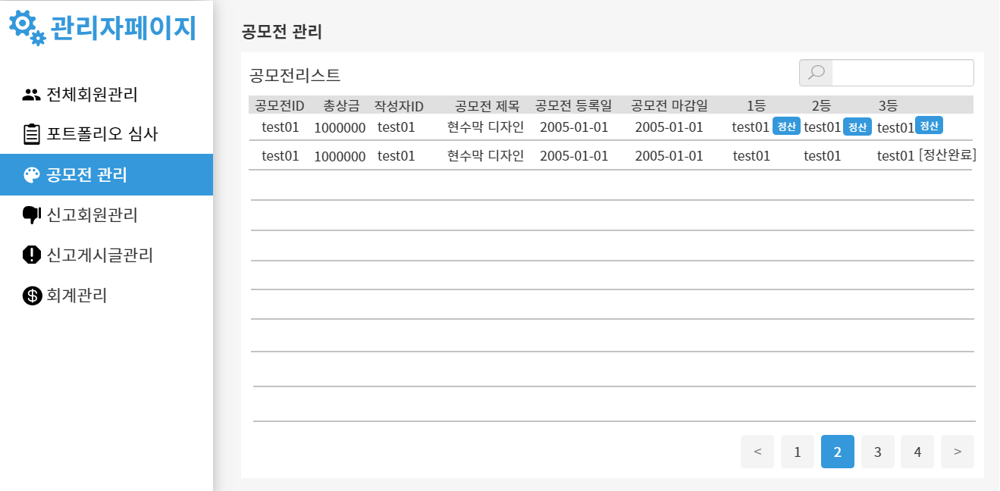 관리자페이지
전체회원관리
포트폴리오 심사
공모전 관리
신고회원관리
신고게시글관리
회계관리
공모전 관리
공모전리스트
공모전ID 총상금 작성자ID 공모전 제목 공모전 등록일 공모전 마감일 1등 2등 3등
test01 1000000 test01 현수막 디자인 2005-01-01 2005-01-01 test01 정산 test01 정산 test01 정산
test01 1000000 test01 현수막 디자인 2005-01-01 2005-01-01 test01 test01 test01 [정산완료]
< 1 2 3 4 >